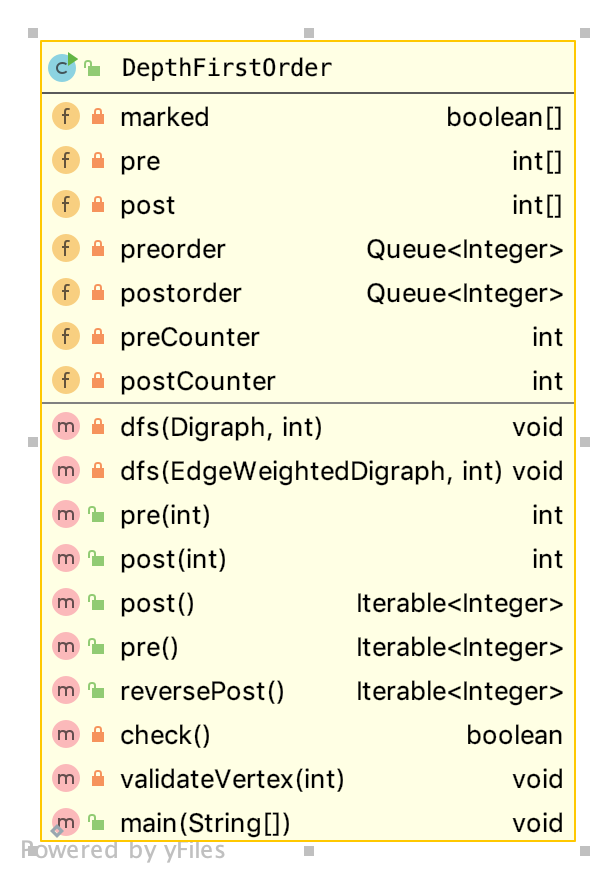 DepthFirstOrder
marked boolean[]
pre int[]
post int[]
preorder Queue<Integer>
postorder Queue<Integer>
preCounter int
postCounter int
dfs(Digraph, int) void
dfs(EdgeWeightedDigraph, int) void
pre(int) int
post(int) int
post() Iterable<Integer>
pre() Iterable<Integer>
reversePost() Iterable<Integer>
check() boolean
validateVertex(int) void
main(String[]) void
Powered by yFiles